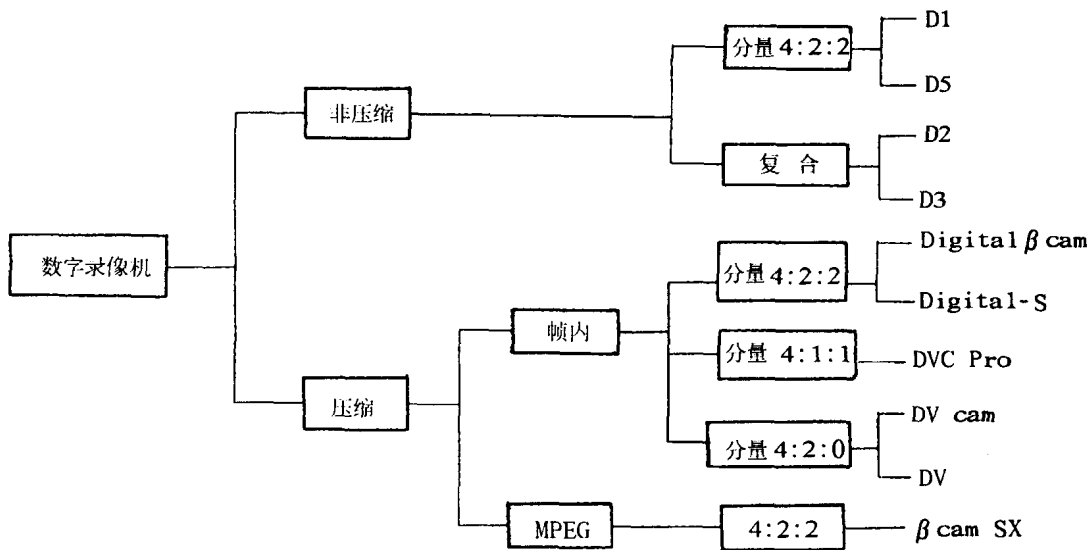 数字录像机
非压缩
分量 4:2:2
D1
D5
复 合
D2
D3
压缩
帧内
分量 4:2:2
Digital β cam
Digital-S
分量 4:1:1
DVC Pro
分量 4:2:0
DV cam
DV
MPEG
4:2:2
β cam SX